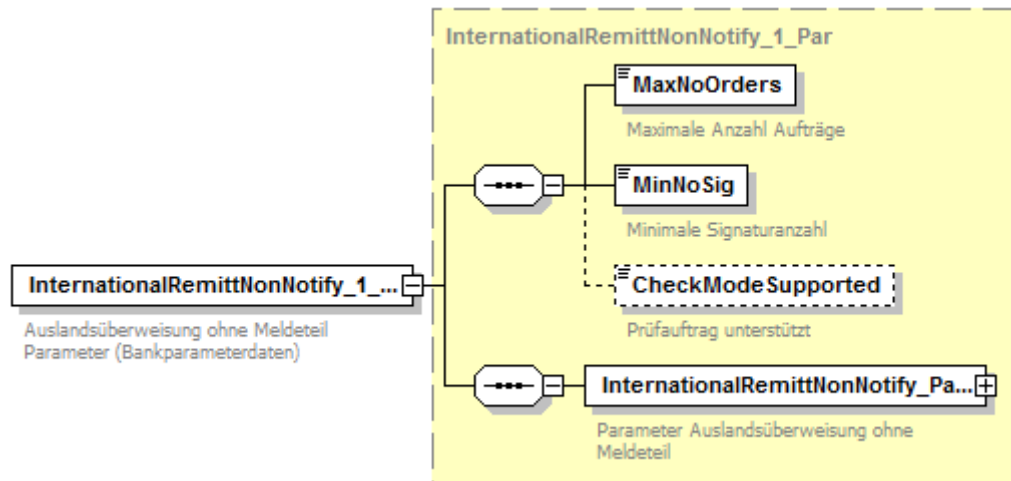 InternationalRemittNonNotify_1_Par
MaxNoOrders
Maximale Anzahl Aufträge
MinNoSig
Minimale Signaturanzahl
CheckModeSupported
Prüfauftrag unterstützt
InternationalRemittNonNotify_1_...
Auslandsüberweisung ohne Meldeteil
Parameter (Bankparameterdaten)
InternationalRemittNonNotify_Pa...
Parameter Auslandsüberweisung ohne
Meldeteil